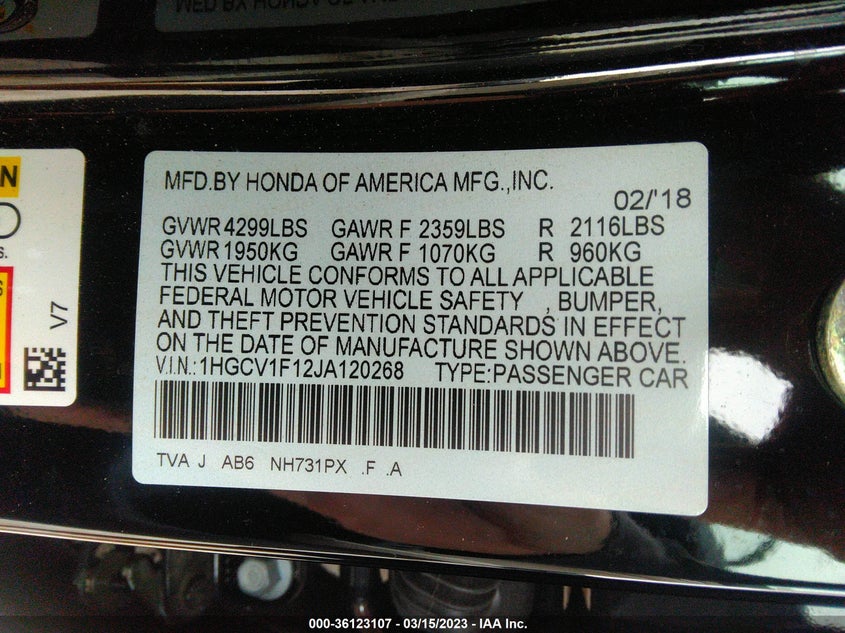 MFD.BY HONDA OF AMERICA MFG.,INC.
02/'18
GVWR 4299LBS GAWR F 2359LBS R 2116LBS
GVWR 1950KG GAWR F 1070KG R 960KG
THIS VEHICLE CONFORMS TO ALL APPLICABLE
FEDERAL MOTOR VEHICLE SAFETY , BUMPER,
AND THEFT PREVENTION STANDARDS IN EFFECT
ON THE DATE OF MANUFACTURE SHOWN ABOVE.
V.I.N.:1HGCV1F12JA120268 TYPE:PASSENGER CAR
TVA J AB6 NH731PX .F .A
V7
000-36123107 - 03/15/2023 - IAA Inc.